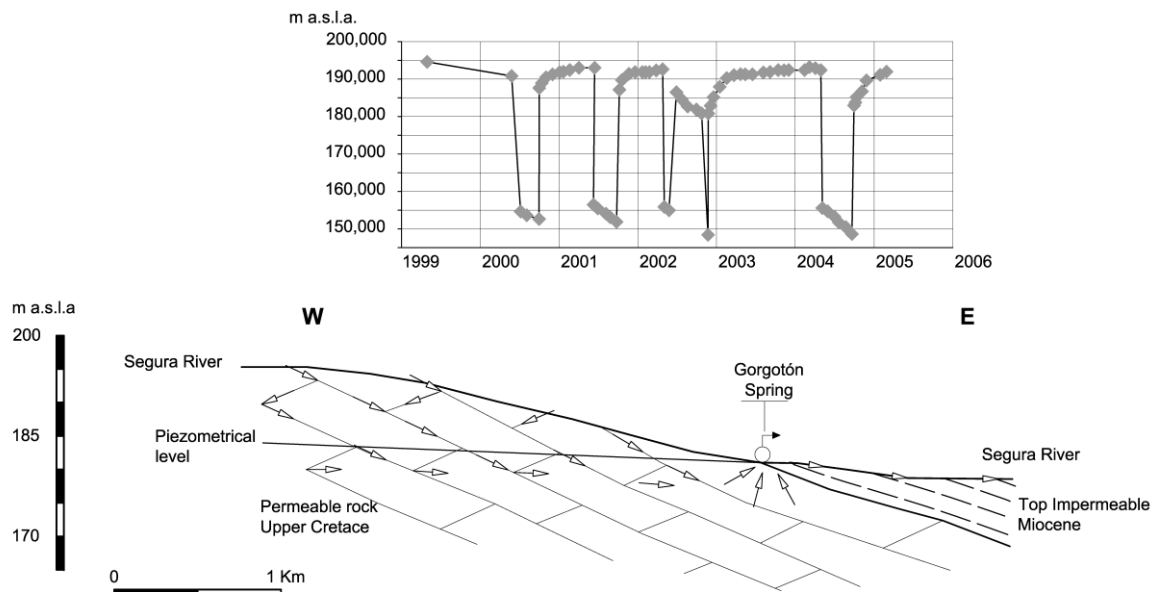 m a.s.l.a.
200,000
190,000
180,000
170,000
160,000
150,000
1999 2000 2001 2002 2003 2004 2005 2006
m a.s.l.a
W E
200
Segura River
Gorgotón
Spring
185
Piezometrical
level
Segura River
Permeable rock
Upper Cretace
Top Impermeable
Miocene
170
0 1 Km